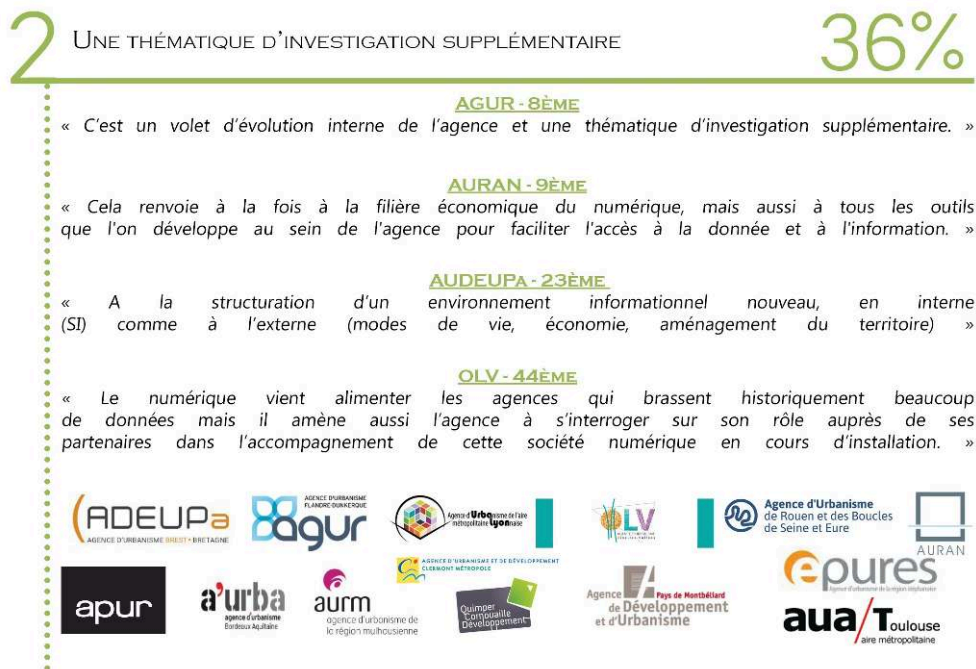 2 UNE THÉMATIQUE D'INVESTIGATION SUPPLÉMENTAIRE 36%
AGUR - 8ÈME
« C'est un volet d'évolution interne de l'agence et une thématique d'investigation supplémentaire. »
AURAN - 9ÈME
« Cela renvoie à la fois à la filière économique du numérique, mais aussi à tous les outils
que l'on développe au sein de l'agence pour faciliter l'accès à la donnée et à l'information. »
AUDEUPA - 23ÈME
« A la structuration d'un environnement informationnel nouveau, en interne
(SI) comme à l'externe (modes de vie, économie, aménagement du territoire) »
OLV - 44ÈME
« Le numérique vient alimenter les agences qui brassent historiquement beaucoup
de données mais il amène aussi l'agence à s'interroger sur son rôle auprès de ses
partenaires dans l'accompagnement de cette société numérique en cours d'installation. »
ADEUPa
AGENCE D'URBANISME BREST • BRETAGNE
AGENCE D'URBANISME
FLANDRE-DUNKERQUE
agur
Agence d'Urbanisme de l'aire
métropolitaine Lyonnaise
OLV
Agence d'Urbanisme
de Rouen et des Boucles
de Seine et Eure
AURAN
apur
a'urba
agence d'urbanisme
Bordeaux Aquitaine
aurm
agence d'urbanisme de
la région mulhousienne
AGENCE D'URBANISME ET DE DÉVELOPPEMENT
CLERMONT MÉTROPOLE
Quimper
Cornouaille
Développement
Agence Pays de Montbéliard
de Développement
et d'Urbanisme
epures
Agence d'urbanisme de la région stéphanoise
aua/Toulouse
aire métropolitaine